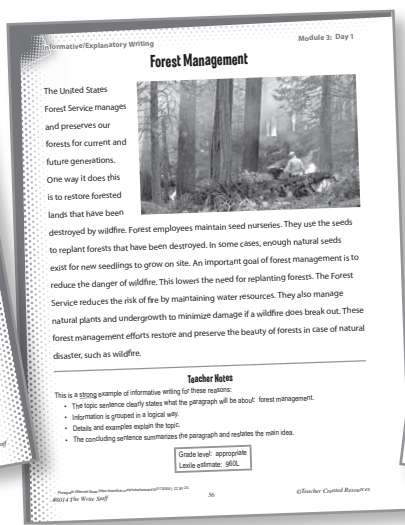 Informative/Explanatory Writing
Module 3: Day 1
Forest Management
The United States
Forest Service manages
and preserves our
forests for current and
future generations.
One way it does this
is to restore forested
lands that have been
destroyed by wildfire. Forest employees maintain seed nurseries. They use the seeds
to replant forests that have been destroyed. In some cases, enough natural seeds
exist for new seedlings to grow on site. An important goal of forest management is to
reduce the danger of wildfire. This lowers the need for replanting forests. The Forest
Service reduces the risk of fire by maintaining water resources. They also manage
natural plants and undergrowth to minimize damage if a wildfire does break out. These
forest management efforts restore and preserve the beauty of forests in case of natural
disaster, such as wildfire.
Teacher Notes
This is a strong example of informative writing for these reasons:
• The topic sentence clearly states what the paragraph will be about: forest management.
• Information is grouped in a logical way.
• Details and examples explain the topic.
• The concluding sentence summarizes the paragraph and restates the main idea.
Grade level: appropriate
Lexile estimate: 960L
#8014 The Write Stuff
56
©Teacher Created Resources